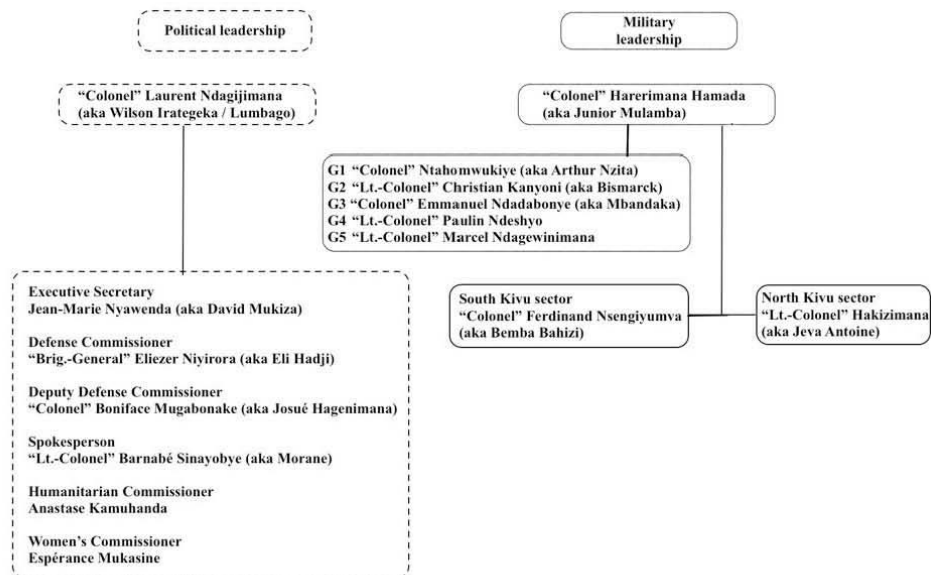 Political leadership
“Colonel” Laurent Ndagijimana
(aka Wilson Irategeka / Lumbago)
Executive Secretary
Jean-Marie Nyawenda (aka David Mukiza)
Defense Commissioner
“Brig.-General” Eliezer Niyirora (aka Eli Hadji)
Deputy Defense Commissioner
“Colonel” Boniface Mugabonake (aka Josué Hagenimana)
Spokesperson
“Lt.-Colonel” Barnabé Sinayobye (aka Morane)
Humanitarian Commissioner
Anastase Kamuhanda
Women’s Commissioner
Espérance Mukasine
Military
leadership
“Colonel” Harerimana Hamada
(aka Junior Mulamba)
G1 “Colonel” Ntahomwukiye (aka Arthur Nzita)
G2 “Lt.-Colonel” Christian Kanyoni (aka Bismarck)
G3 “Colonel” Emmanuel Ndadabonye (aka Mbandaka)
G4 “Lt.-Colonel” Paulin Ndeshyo
G5 “Lt.-Colonel” Marcel Ndagewinimana
South Kivu sector
“Colonel” Ferdinand Nsengiyumva
(aka Bemba Bahizi)
North Kivu sector
“Lt.-Colonel” Hakizimana
(aka Jeva Antoine)